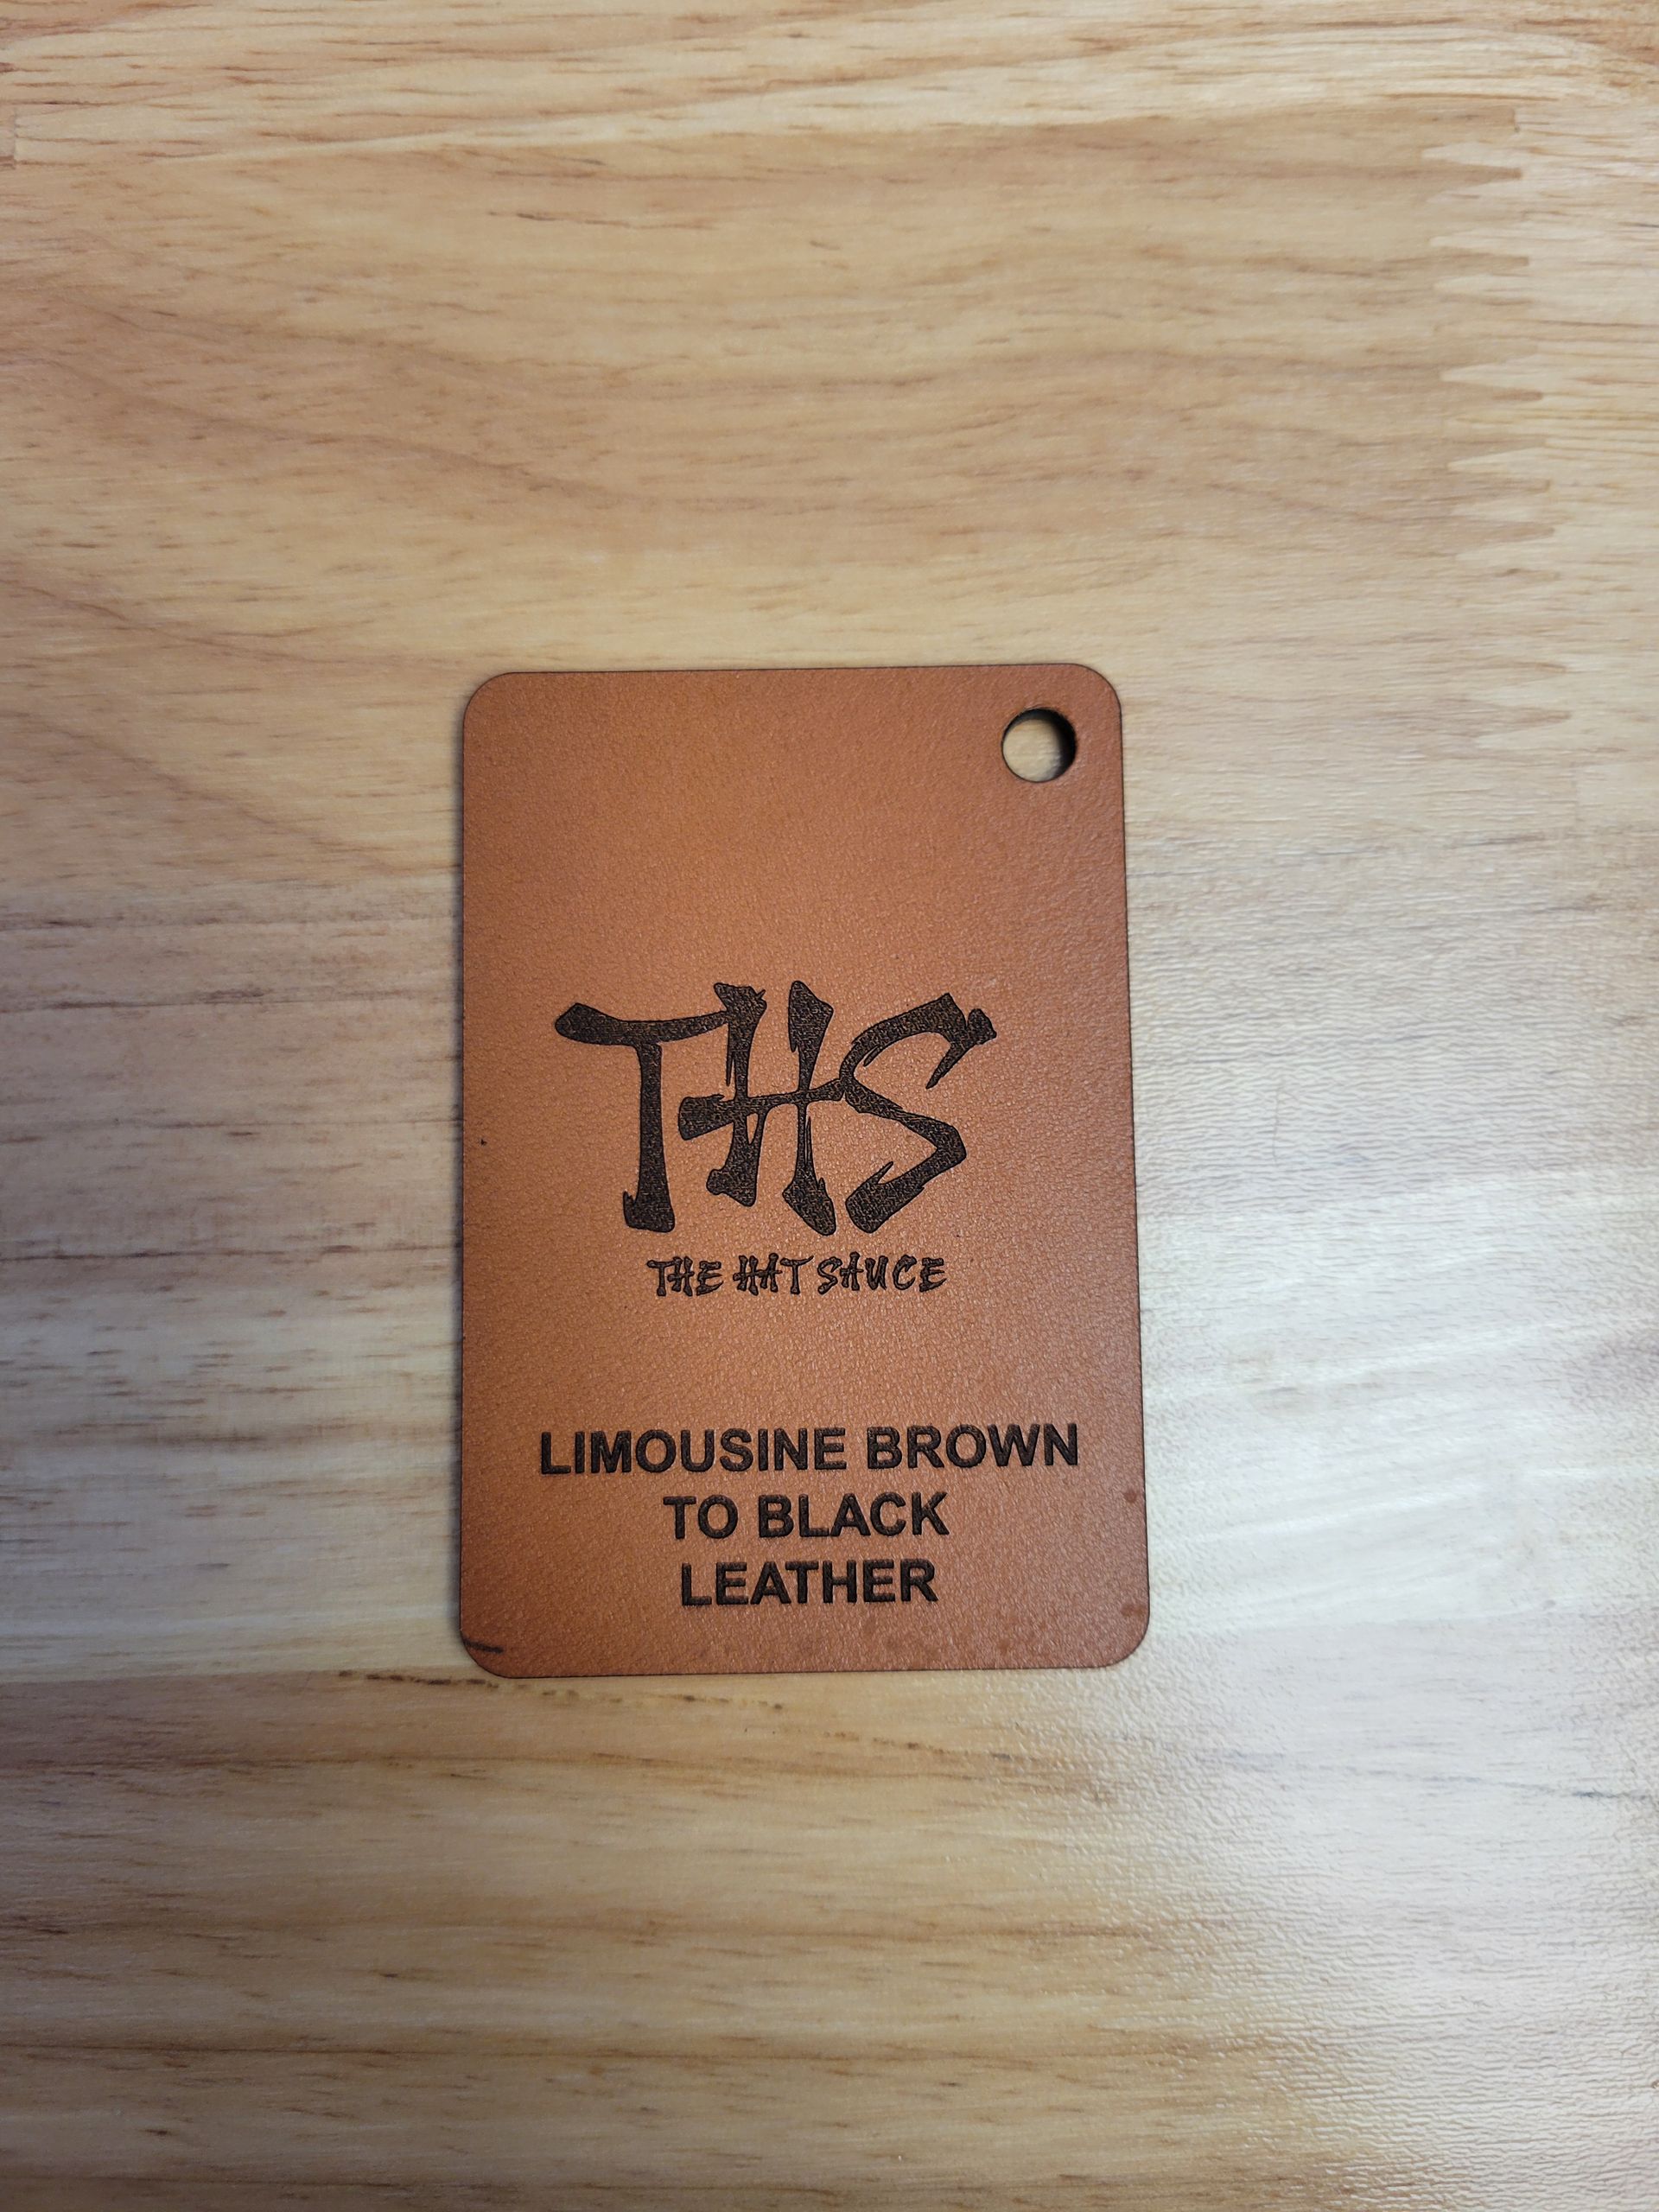 THS
THE HAT SAUCE
LIMOUSINE BROWN
TO BLACK
LEATHER